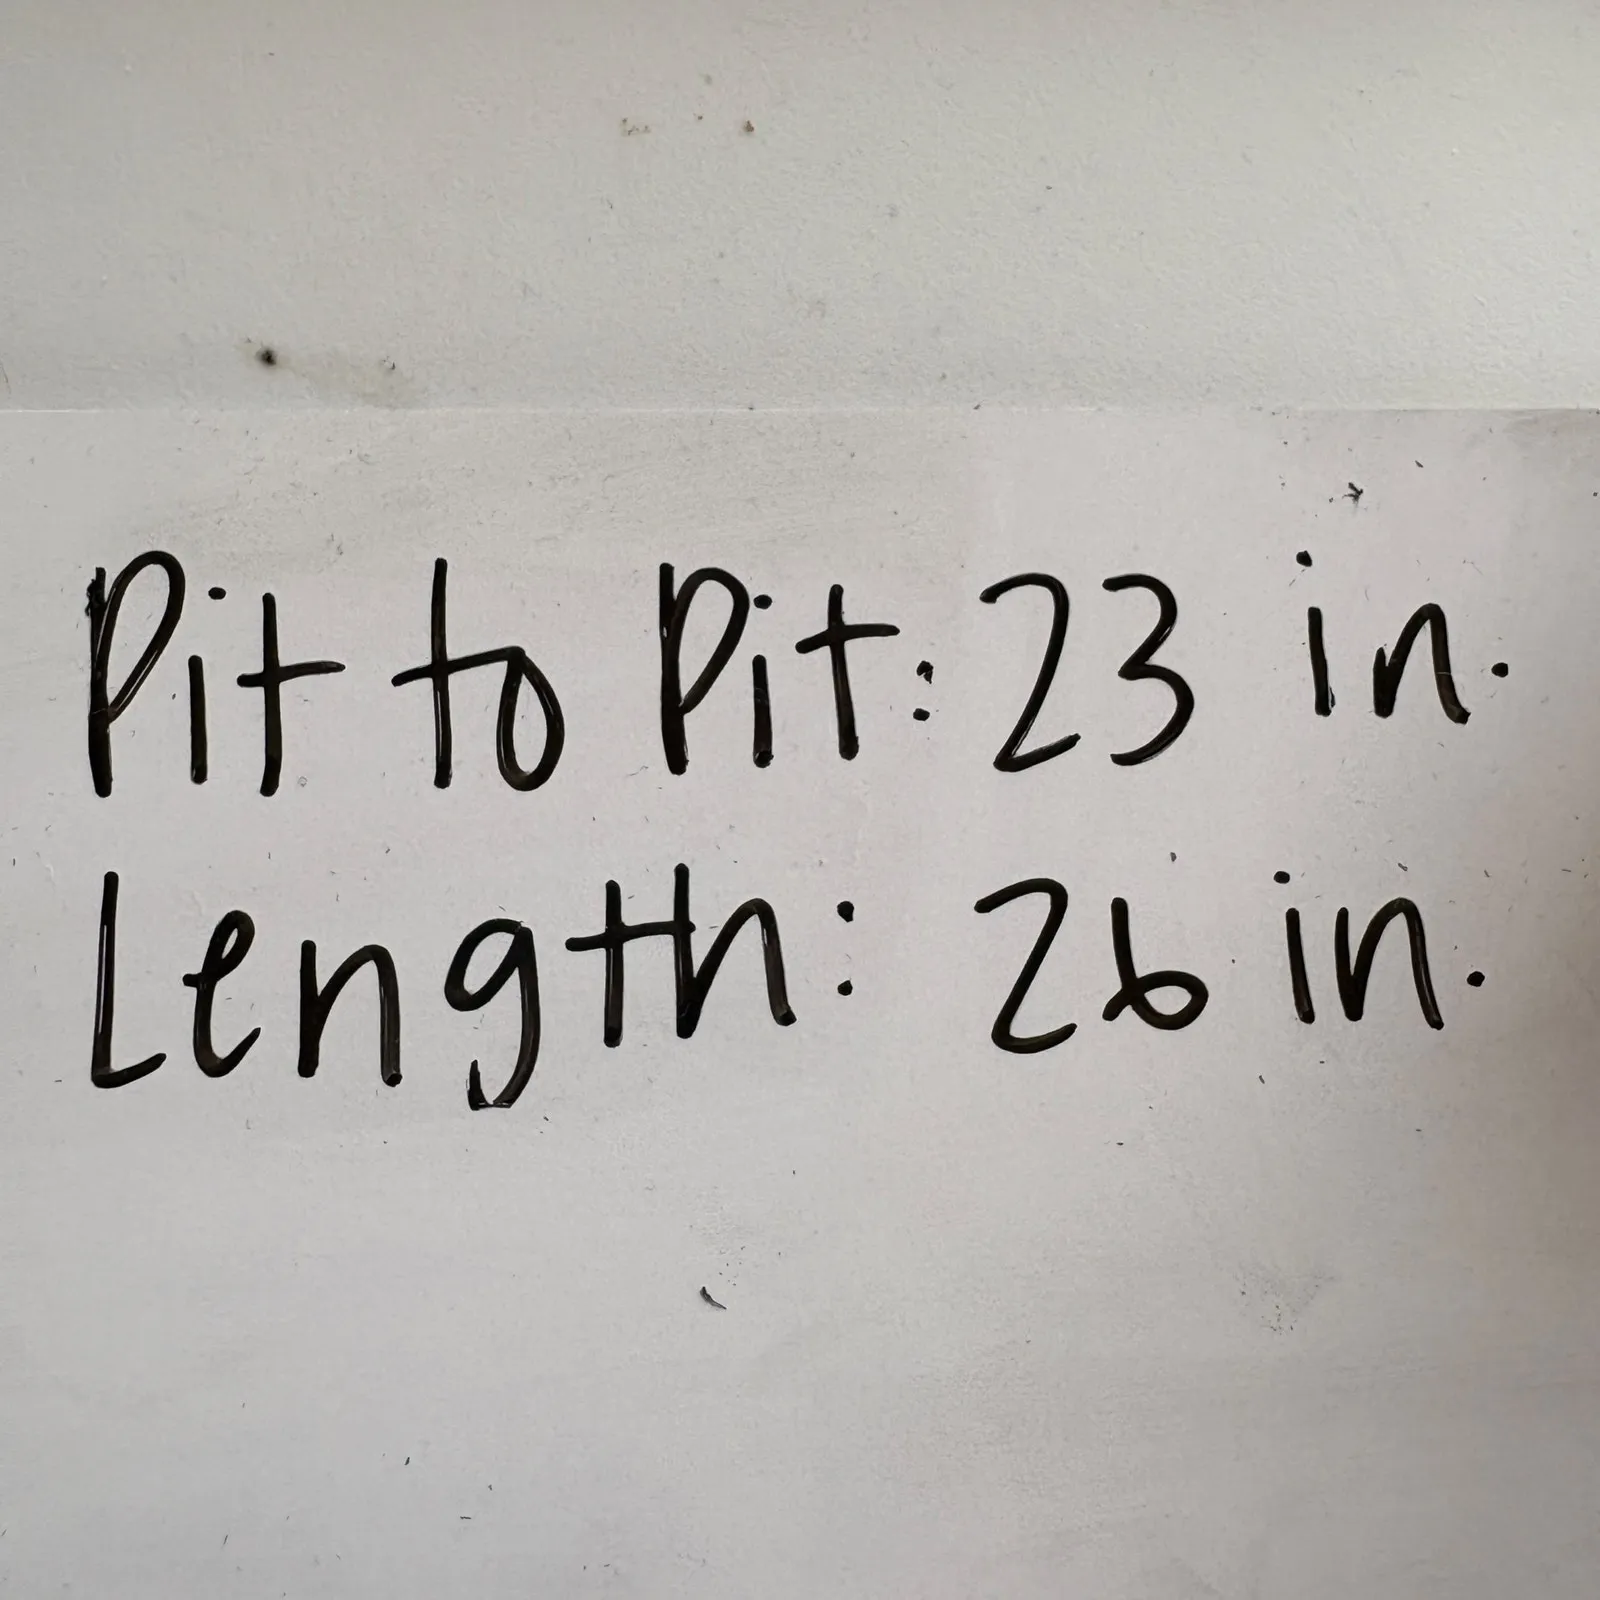 Pit to Pit: 23 in.
Length: 26 in.